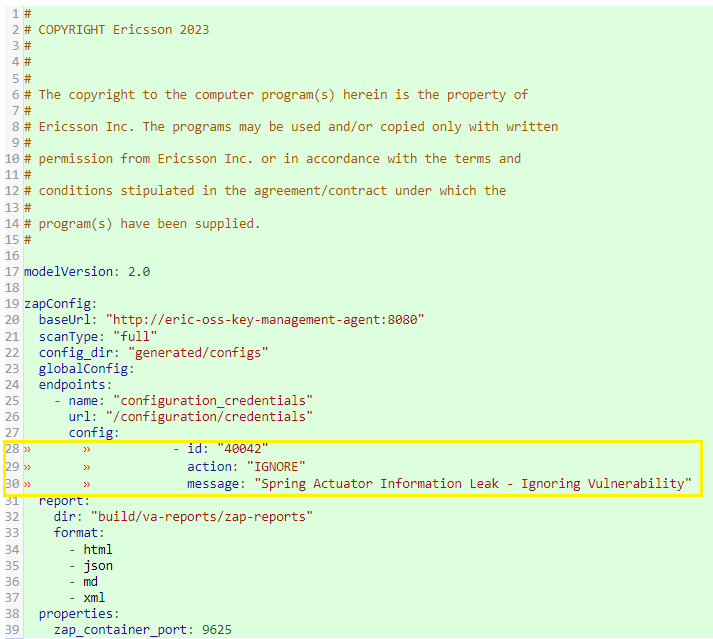 1 #
2 # COPYRIGHT Ericsson 2023
3 #
4 #
5 #
6 # The copyright to the computer program(s) herein is the property of
7 #
8 # Ericsson Inc. The programs may be used and/or copied only with written
9 #
10 # permission from Ericsson Inc. or in accordance with the terms and
11 #
12 # conditions stipulated in the agreement/contract under which the
13 #
14 # program(s) have been supplied.
15 #
16
17 modelVersion: 2.0
18
19 zapConfig:
20   baseUrl: "http://eric-oss-key-management-agent:8080"
21   scanType: "full"
22   config_dir: "generated/configs"
23   globalConfig:
24   endpoints:
25     - name: "configuration_credentials"
26       url: "/configuration/credentials"
27       config:
28 »       »           - id: "40042"
29 »       »             action: "IGNORE"
30 »       »             message: "Spring Actuator Information Leak - Ignoring Vulnerability"
31   report:
32     dir: "build/va-reports/zap-reports"
33     format:
34       - html
35       - json
36       - md
37       - xml
38   properties:
39     zap_container_port: 9625